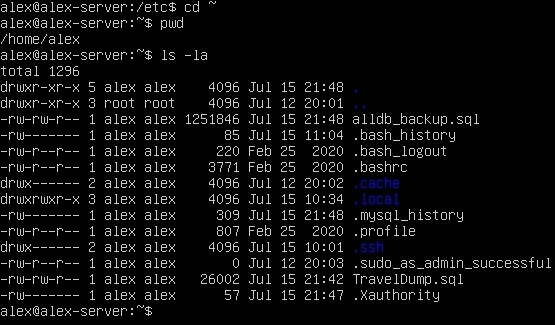 alex@alex-server:/etc$ cd ~
alex@alex-server:~$ pwd
/home/alex
alex@alex-server:~$ ls -la
total 1296
drwxr-xr-x 5 alex alex    4096 Jul 15 21:48 .
drwxr-xr-x 3 root root    4096 Jul 12 20:01 ..
-rw-rw-r-- 1 alex alex 1251846 Jul 15 21:48 alldb_backup.sql
-rw------- 1 alex alex      85 Jul 15 11:04 .bash_history
-rw-r--r-- 1 alex alex     220 Feb 25  2020 .bash_logout
-rw-r--r-- 1 alex alex    3771 Feb 25  2020 .bashrc
drwx------ 2 alex alex    4096 Jul 12 20:02 .cache
drwxrwxr-x 3 alex alex    4096 Jul 15 10:34 .local
-rw------- 1 alex alex     309 Jul 15 21:48 .mysql_history
-rw-r--r-- 1 alex alex     807 Feb 25  2020 .profile
drwx------ 2 alex alex    4096 Jul 15 10:01 .ssh
-rw-r--r-- 1 alex alex       0 Jul 12 20:03 .sudo_as_admin_successful
-rw-rw-r-- 1 alex alex   26002 Jul 15 21:42 TravelDump.sql
-rw------- 1 alex alex      57 Jul 15 21:47 .Xauthority
alex@alex-server:~$